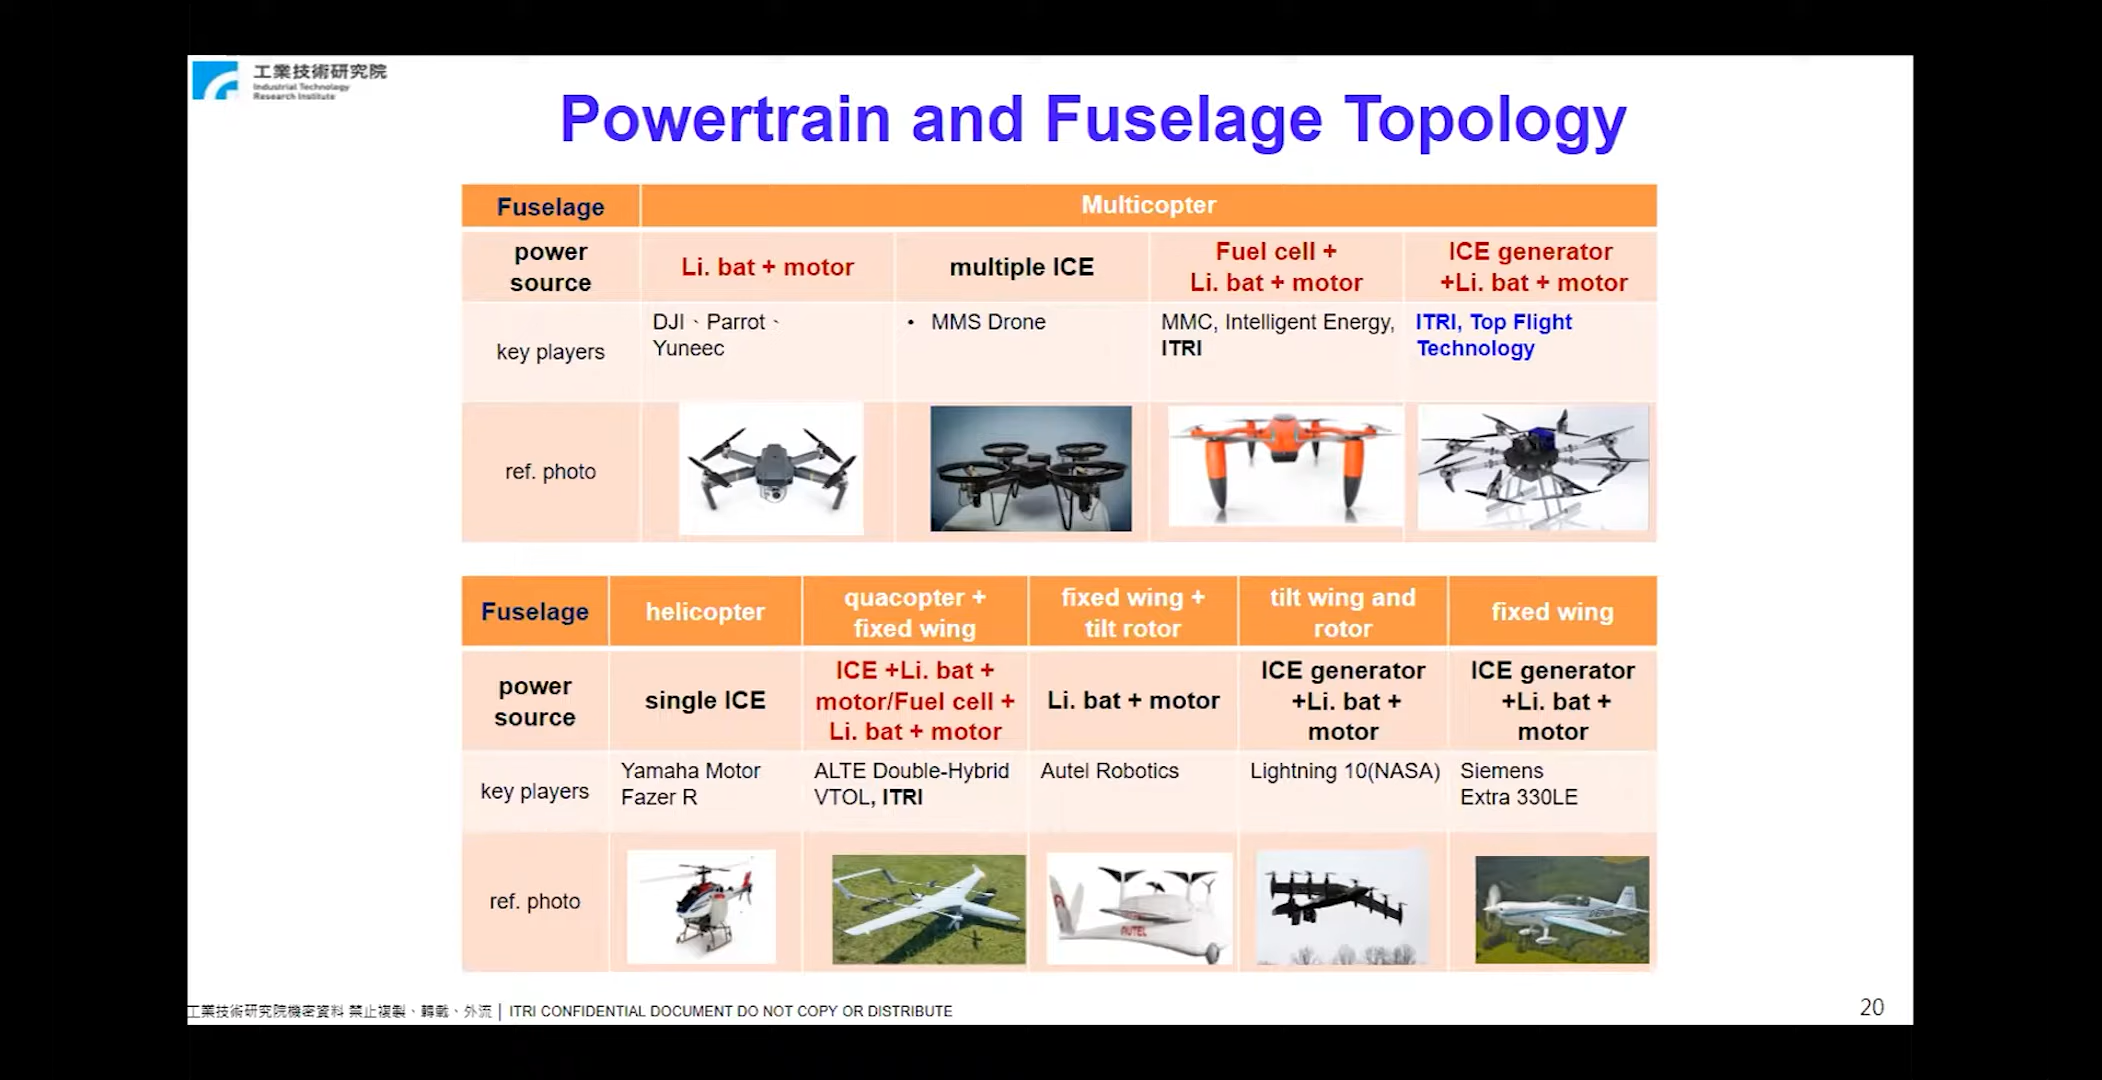 工業技術研究院
Industrial Technology
Research Institute
Powertrain and Fuselage Topology
Fuselage
Multicopter
power
source
Li. bat + motor
multiple ICE
Fuel cell +
Li. bat + motor
ICE generator
+Li. bat + motor
key players
DJI、Parrot、
Yuneec
• MMS Drone
MMC, Intelligent Energy,
ITRI
ITRI, Top Flight
Technology
ref. photo
Fuselage
helicopter
quacopter +
fixed wing
fixed wing +
tilt rotor
tilt wing and
rotor
fixed wing
power
source
single ICE
ICE +Li. bat +
motor/Fuel cell +
Li. bat + motor
Li. bat + motor
ICE generator
+Li. bat +
motor
ICE generator
+Li. bat +
motor
key players
Yamaha Motor
Fazer R
ALTE Double-Hybrid
VTOL, ITRI
Autel Robotics
Lightning 10(NASA)
Siemens
Extra 330LE
ref. photo
AUTEL
工業技術研究院機密資料 禁止複製、轉載、外流 │ ITRI CONFIDENTIAL DOCUMENT DO NOT COPY OR DISTRIBUTE
20